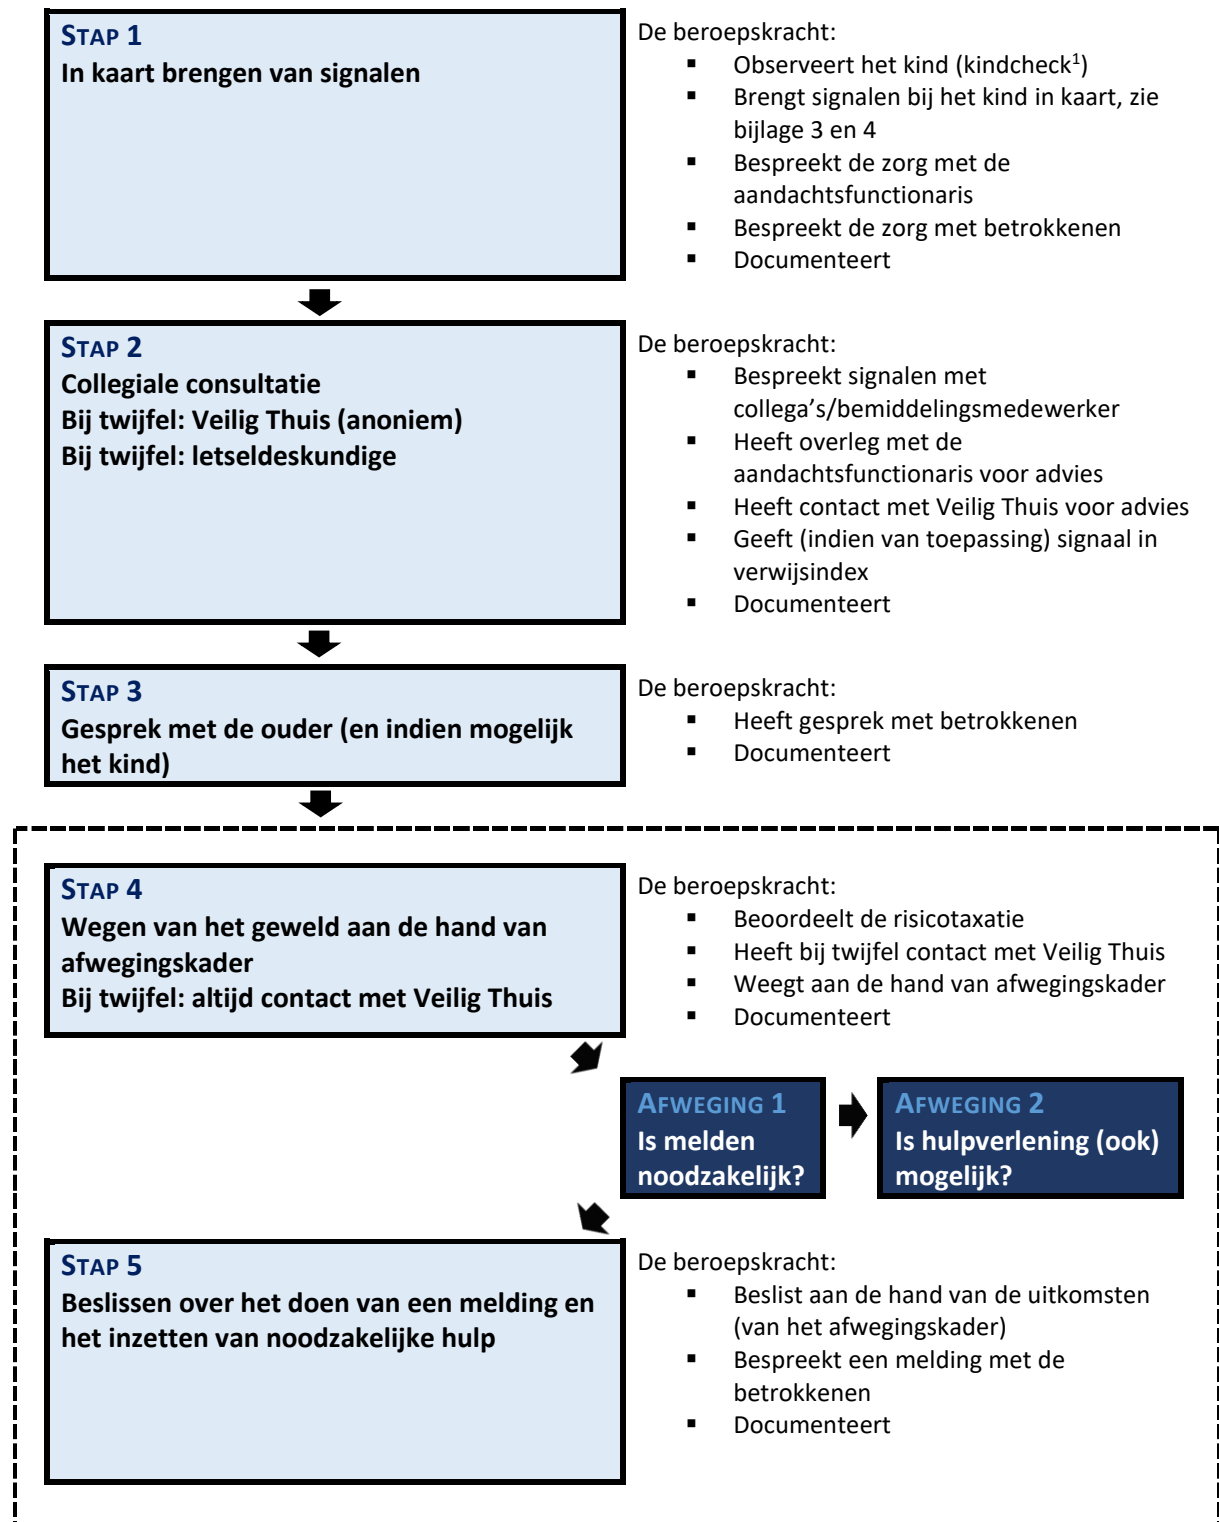 STAP 1
In kaart brengen van signalen
De beroepskracht:
▪ Observeert het kind (kindcheck¹)
▪ Brengt signalen bij het kind in kaart, zie
bijlage 3 en 4
▪ Bespreekt de zorg met de
aandachtsfunctionaris
▪ Bespreekt de zorg met betrokkenen
▪ Documenteert
STAP 2
Collegiale consultatie
Bij twijfel: Veilig Thuis (anoniem)
Bij twijfel: letseldeskundige
De beroepskracht:
▪ Bespreekt signalen met
collega’s/bemiddelingsmedewerker
▪ Heeft overleg met de
aandachtsfunctionaris voor advies
▪ Heeft contact met Veilig Thuis voor advies
▪ Geeft (indien van toepassing) signaal in
verwijsindex
▪ Documenteert
STAP 3
Gesprek met de ouder (en indien mogelijk
het kind)
De beroepskracht:
▪ Heeft gesprek met betrokkenen
▪ Documenteert
STAP 4
Wegen van het geweld aan de hand van
afwegingskader
Bij twijfel: altijd contact met Veilig Thuis
De beroepskracht:
▪ Beoordeelt de risicotaxatie
▪ Heeft bij twijfel contact met Veilig Thuis
▪ Weegt aan de hand van afwegingskader
▪ Documenteert
AFWEGING 1
Is melden
noodzakelijk?
AFWEGING 2
Is hulpverlening (ook)
mogelijk?
STAP 5
Beslissen over het doen van een melding en
het inzetten van noodzakelijke hulp
De beroepskracht:
▪ Beslist aan de hand van de uitkomsten
(van het afwegingskader)
▪ Bespreekt een melding met de
betrokkenen
▪ Documenteert